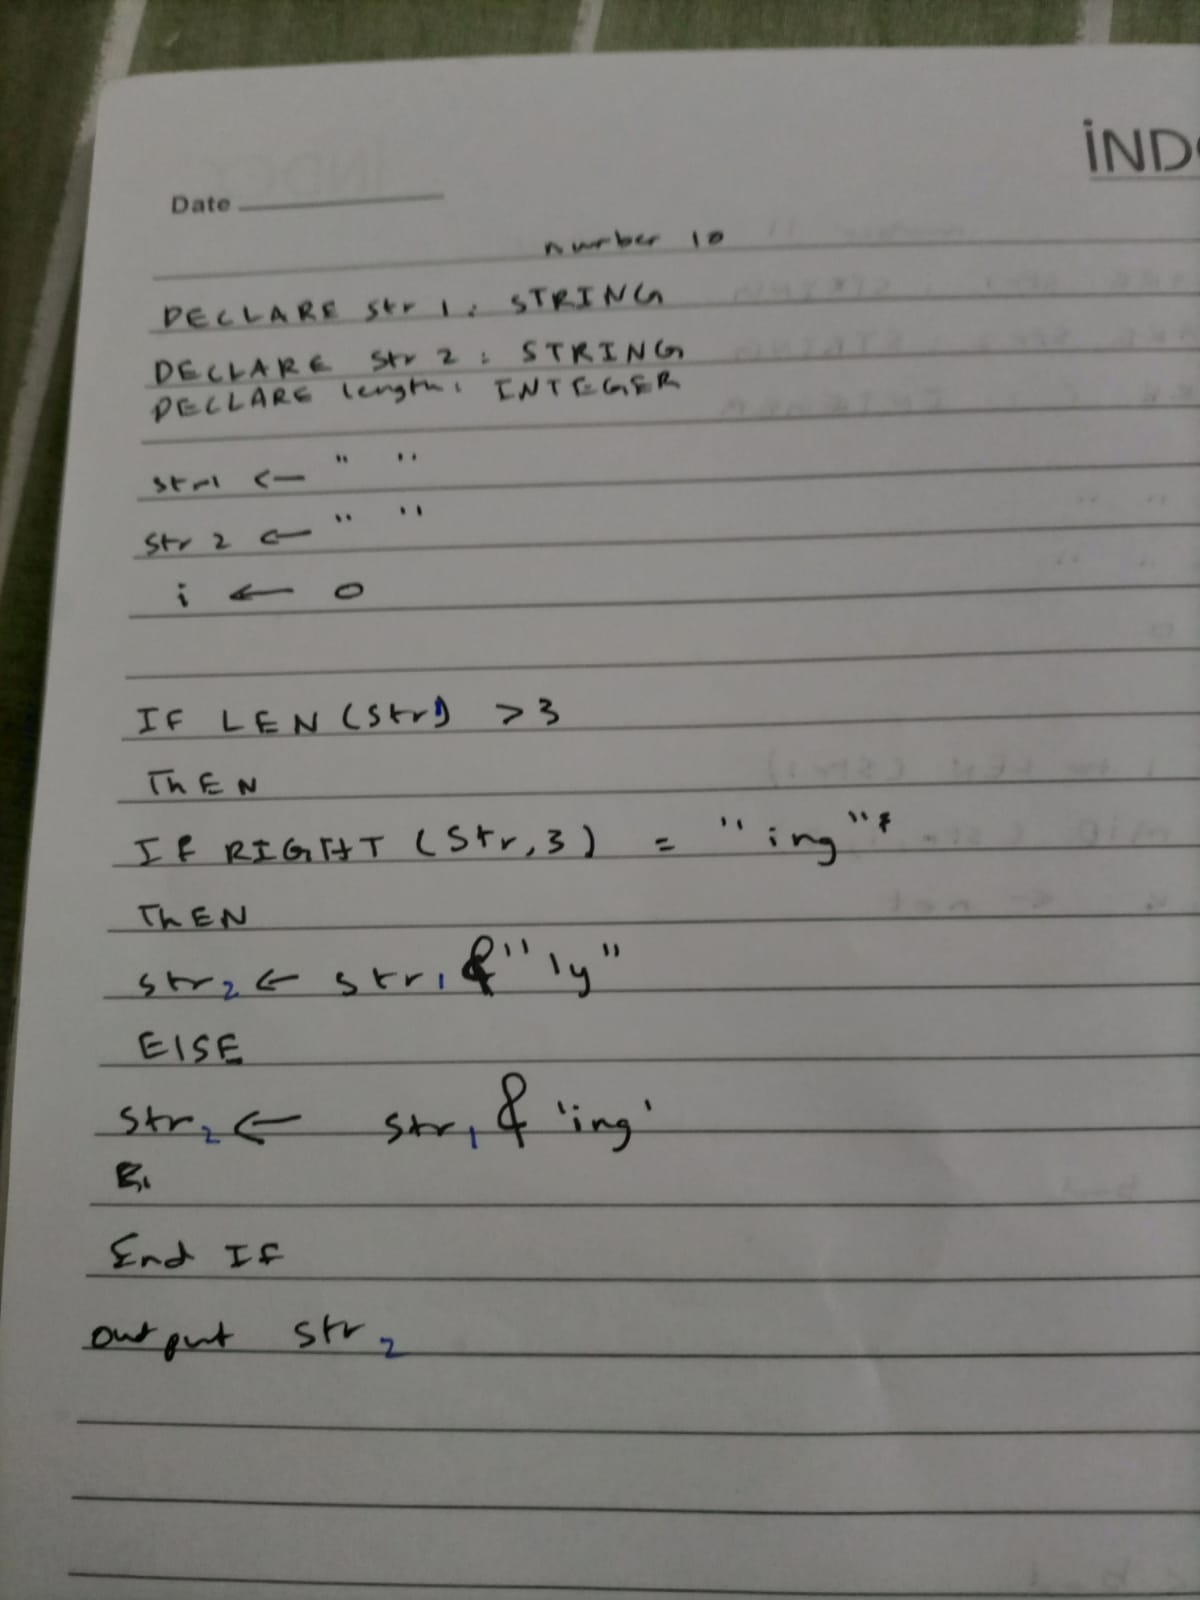 INDE
Date
number 10
DECLARE str 1 : STRING
DECLARE Str 2 : STRING
DECLARE length : INTEGER
str1 ← " "
str 2 ← " "
i ← 0
IF LEN (Str1) > 3
ThEN
If RIGHT (Str, 3) = "ing"
ThEN
str2 ← str1 & "ly"
ElSE
Str2 ← Str1 & 'ing'
End If
output Str2